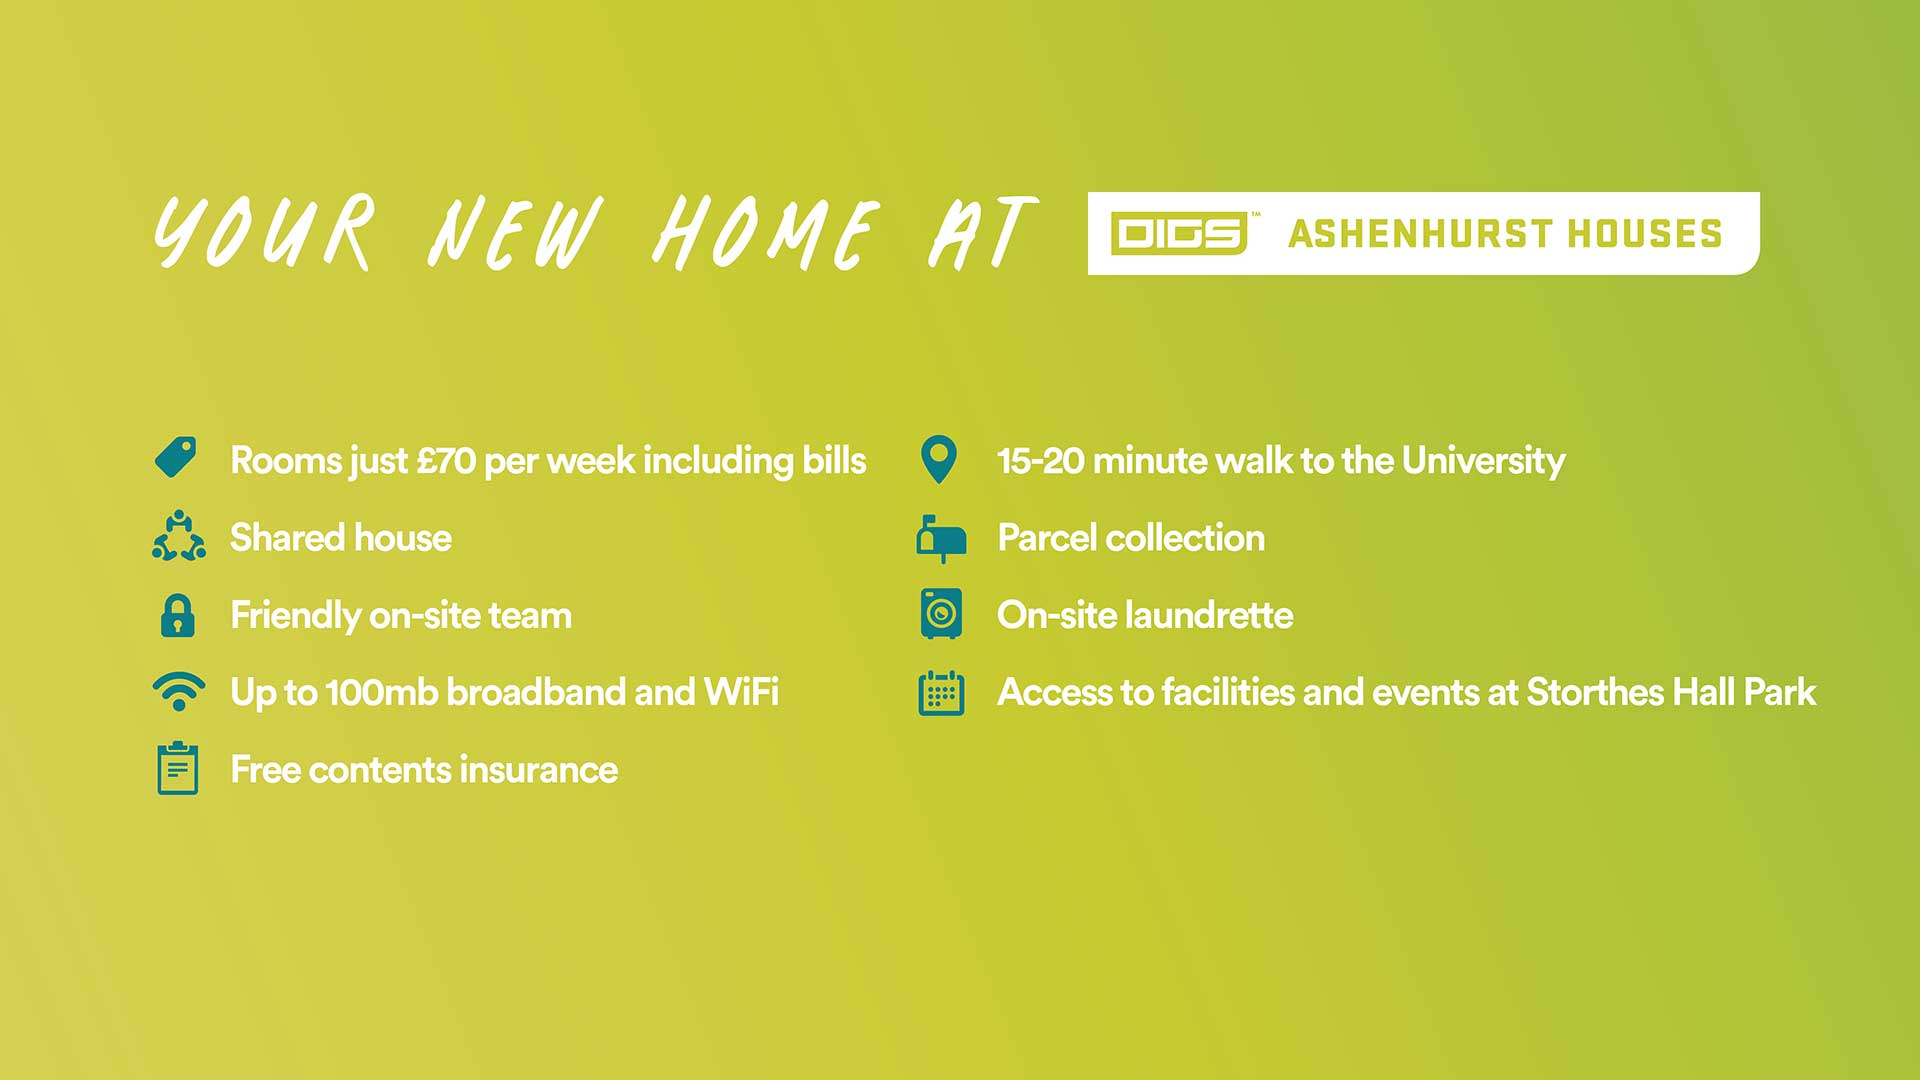 YOUR NEW HOME AT DIGS™ ASHENHURST HOUSES
Rooms just £70 per week including bills
Shared house
Friendly on-site team
Up to 100mb broadband and WiFi
Free contents insurance
15-20 minute walk to the University
Parcel collection
On-site laundrette
Access to facilities and events at Storthes Hall Park